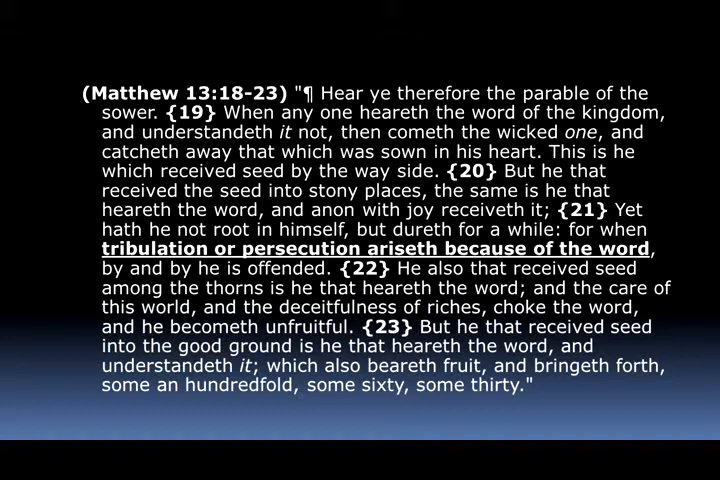 (Matthew 13:18-23) "¶ Hear ye therefore the parable of the
sower. {19} When any one heareth the word of the kingdom,
and understandeth it not, then cometh the wicked one, and
catcheth away that which was sown in his heart. This is he
which received seed by the way side. {20} But he that
received the seed into stony places, the same is he that
heareth the word, and anon with joy receiveth it; {21} Yet
hath he not root in himself, but dureth for a while: for when
tribulation or persecution ariseth because of the word,
by and by he is offended. {22} He also that received seed
among the thorns is he that heareth the word; and the care of
this world, and the deceitfulness of riches, choke the word,
and he becometh unfruitful. {23} But he that received seed
into the good ground is he that heareth the word, and
understandeth it; which also beareth fruit, and bringeth forth,
some an hundredfold, some sixty, some thirty."